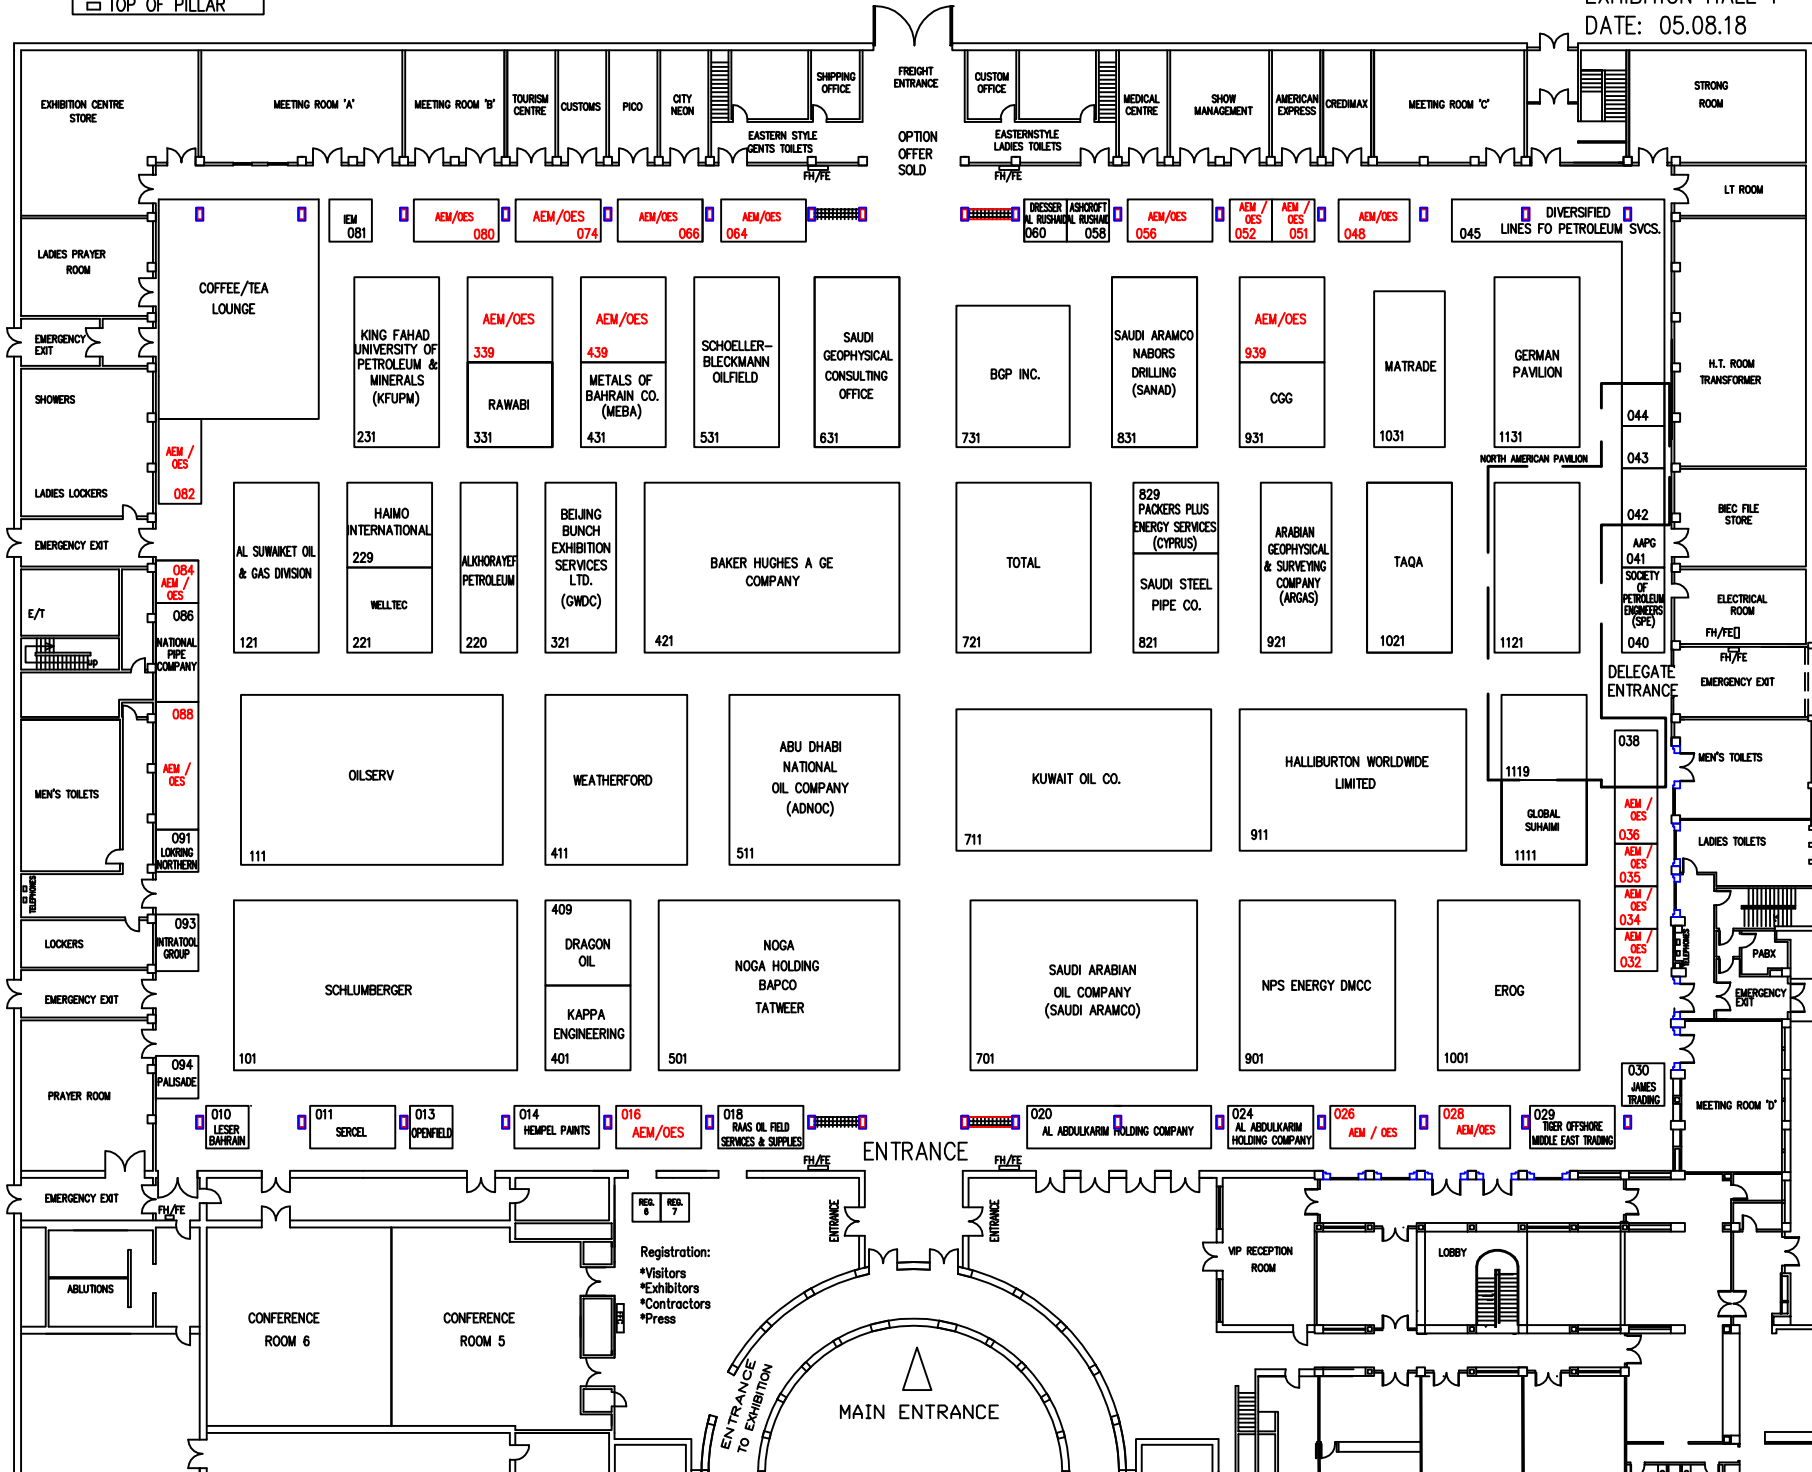 TOP OF PILLAR
DATE: 05.08.18
EXHIBITION CENTRE
STORE
MEETING ROOM 'A'
MEETING ROOM 'B'
TOURISM
CENTRE
CUSTOMS
PICO
CITY
NEON
SHIPPING
OFFICE
EASTERN STYLE
GENTS TOILETS
FREIGHT
ENTRANCE
OPTION
OFFER
SOLD
CUSTOM
OFFICE
EASTERNSTYLE
LADIES TOILETS
MEDICAL
CENTRE
SHOW
MANAGEMENT
AMERICAN
EXPRESS
CREDIMAX
MEETING ROOM 'C'
STRONG
ROOM
FH/FE
FH/FE
LT ROOM
IEM
081
AEM/OES
080
AEM/OES
074
AEM/OES
066
AEM/OES
064
DRESSER
AL RUSHAID
060
ASHCROFT
AL RUSHAID
058
AEM/OES
056
AEM /
OES
052
AEM /
OES
051
AEM/OES
048
045
DIVERSIFIED
LINES FO PETROLEUM SVCS.
LADIES PRAYER
ROOM
EMERGENCY
EXIT
SHOWERS
LADIES LOCKERS
EMERGENCY EXIT
COFFEE/TEA
LOUNGE
KING FAHAD
UNIVERSITY OF
PETROLEUM &
MINERALS
(KFUPM)
231
AEM/OES
339
RAWABI
331
AEM/OES
439
METALS OF
BAHRAIN CO.
(MEBA)
431
SCHOELLER-
BLECKMANN
OILFIELD
531
SAUDI
GEOPHYSICAL
CONSULTING
OFFICE
631
BGP INC.
731
SAUDI ARAMCO
NABORS
DRILLING
(SANAD)
831
AEM/OES
939
CGG
931
MATRADE
1031
GERMAN
PAVILION
1131
NORTH AMERICAN PAVILION
044
043
042
AAPG
041
SOCIETY
OF
PETROLEUM
ENGINEERS
(SPE)
040
H.T. ROOM
TRANSFORMER
BIEC FILE
STORE
ELECTRICAL
ROOM
FH/FE
FH/FE
EMERGENCY EXIT
AEM /
OES
082
084
AEM /
OES
086
NATIONAL
PIPE
COMPANY
088
AEM /
OES
091
LOKRING
NORTHERN
093
INTRATOOL
GROUP
094
PALISADE
E/T
UP
MEN'S TOILETS
TELEPHONES
LOCKERS
EMERGENCY EXIT
PRAYER ROOM
EMERGENCY EXIT
AL SUWAIKET OIL
& GAS DIVISION
121
HAIMO
INTERNATIONAL
229
WELLTEC
221
ALKHORAYEF
PETROLEUM
220
BEIJING
BUNCH
EXHIBITION
SERVICES
LTD.
(GWDC)
321
BAKER HUGHES A GE
COMPANY
421
TOTAL
721
829
PACKERS PLUS
ENERGY SERVICES
(CYPRUS)
SAUDI STEEL
PIPE CO.
821
ARABIAN
GEOPHYSICAL
& SURVEYING
COMPANY
(ARGAS)
921
TAQA
1021
1121
DELEGATE
ENTRANCE
OILSERV
111
WEATHERFORD
411
ABU DHABI
NATIONAL
OIL COMPANY
(ADNOC)
511
KUWAIT OIL CO.
711
HALLIBURTON WORLDWIDE
LIMITED
911
1119
GLOBAL
SUHAIMI
1111
038
AEM /
OES
036
AEM /
OES
035
AEM /
OES
034
AEM /
OES
032
MEN'S TOILETS
LADIES TOILETS
TELEPHONES
PABX
EMERGENCY
EXIT
MEETING ROOM 'D'
SCHLUMBERGER
101
409
DRAGON
OIL
KAPPA
ENGINEERING
401
NOGA
NOGA HOLDING
BAPCO
TATWEER
501
SAUDI ARABIAN
OIL COMPANY
(SAUDI ARAMCO)
701
NPS ENERGY DMCC
901
EROG
1001
030
JAMES
TRADING
010
LESER
BAHRAIN
011
SERCEL
013
OPENFIELD
014
HEMPEL PAINTS
016
AEM/OES
018
RAAS OIL FIELD
SERVICES & SUPPLIES
020
AL ABDULKARIM HOLDING COMPANY
024
AL ABDULKARIM
HOLDING COMPANY
026
AEM / OES
028
AEM/OES
029
TIGER OFFSHORE
MIDDLE EAST TRADING
ENTRANCE
FH/FE
FH/FE
FH/FE
REG.
6
REG.
7
ENTRANCE
ENTRANCE
Registration:
*Visitors
*Exhibitors
*Contractors
*Press
ABLUTIONS
CONFERENCE
ROOM 6
CONFERENCE
ROOM 5
ENTRANCE
TO EXHIBITION
MAIN ENTRANCE
VIP RECEPTION
ROOM
LOBBY